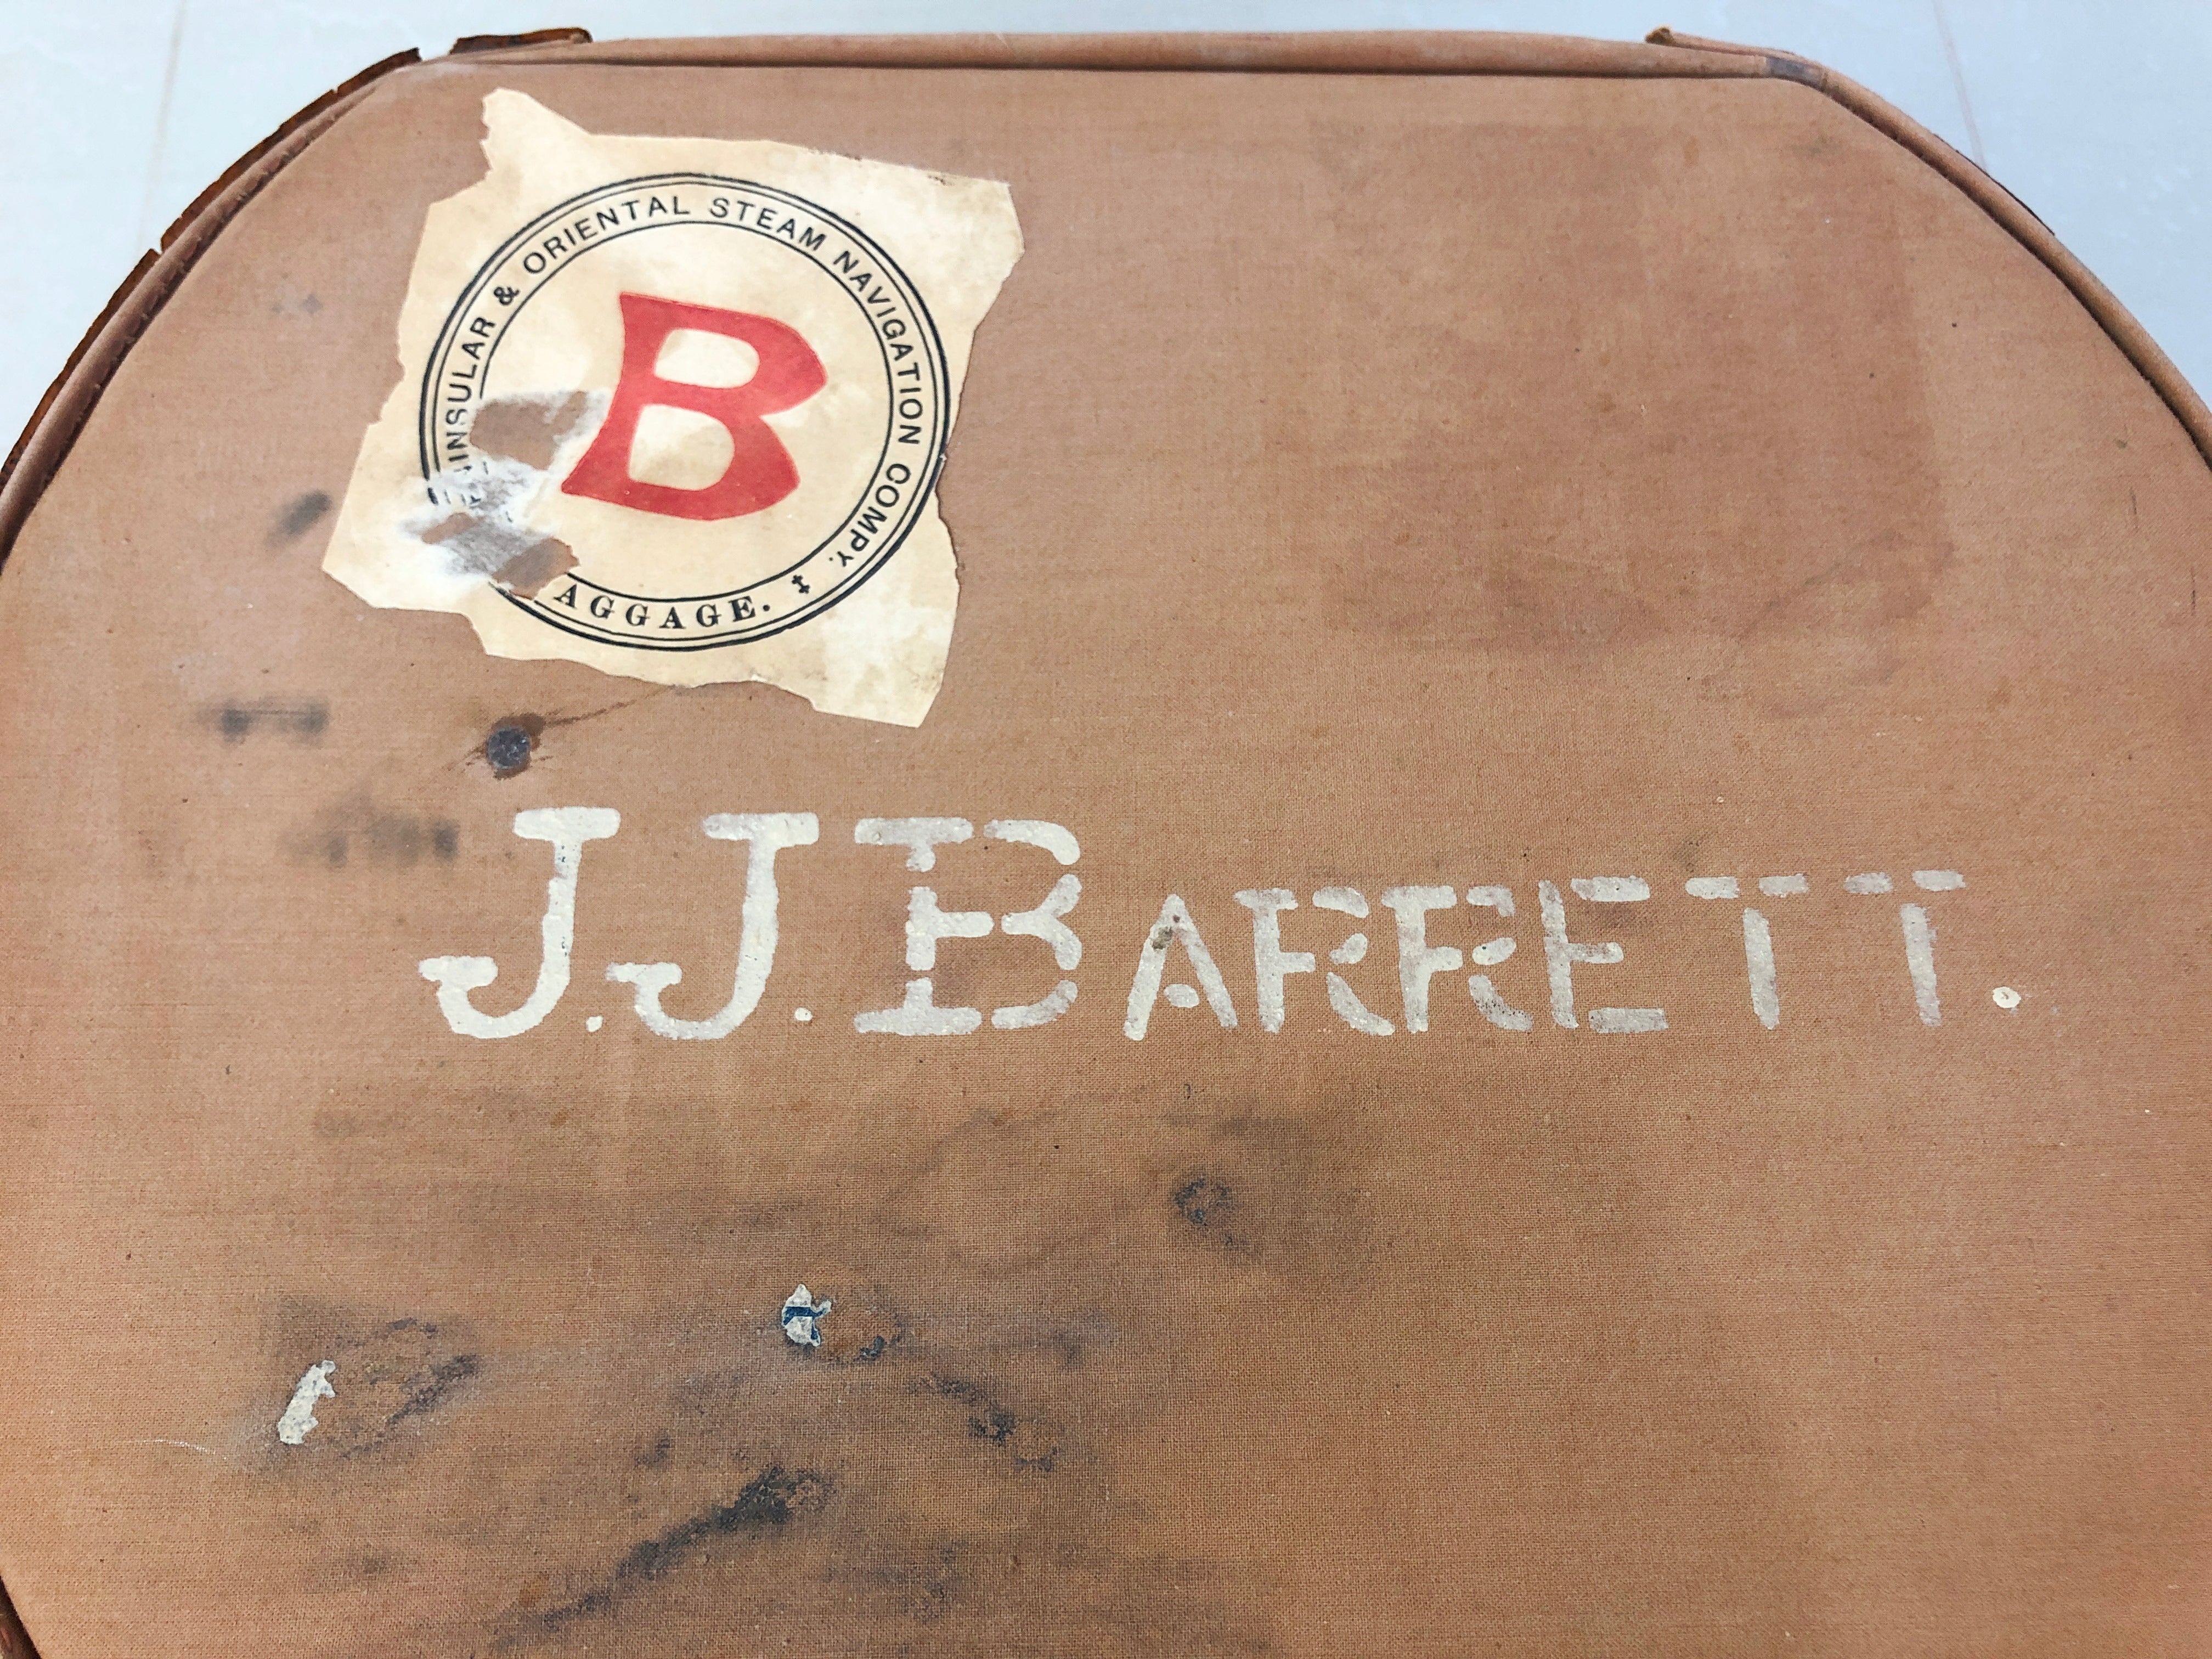 INSULAR & ORIENTAL STEAM NAVIGATION COMPY.
B
AGGAGE.
J.J. BARRETT.